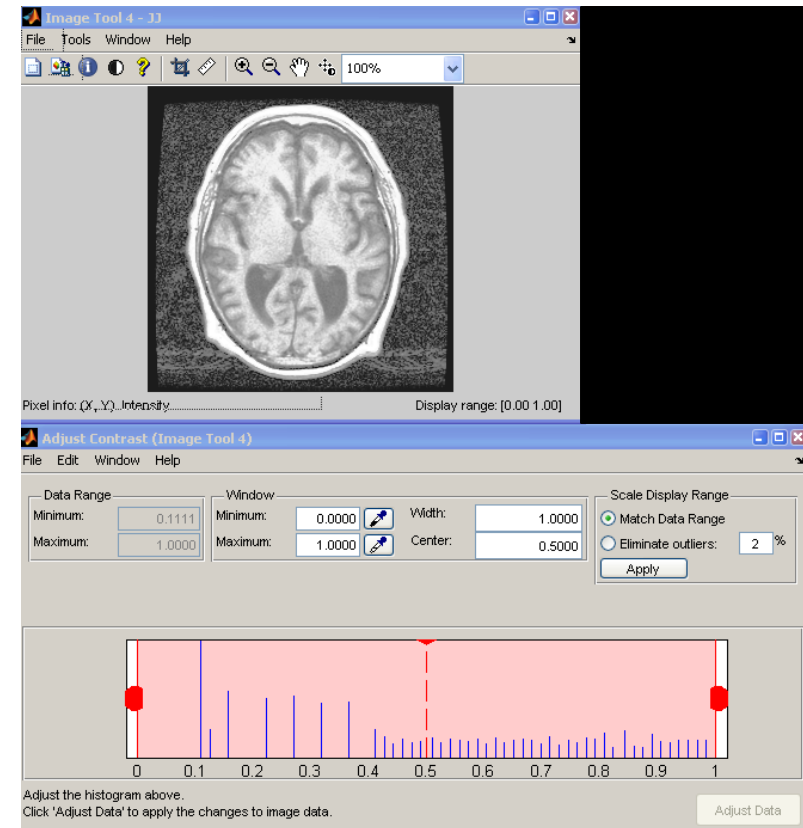 Image Tool 4 - JJ
File Tools Window Help
100%
Pixel info: (X, Y) Intensity Display range: [0.00 1.00]
Adjust Contrast (Image Tool 4)
File Edit Window Help
Data Range Window Scale Display Range
Minimum: 0.1111 Minimum: 0.0000 Width: 1.0000 Match Data Range
Maximum: 1.0000 Maximum: 1.0000 Center: 0.5000 Eliminate outliers: 2 %
Apply
0 0.1 0.2 0.3 0.4 0.5 0.6 0.7 0.8 0.9 1
Adjust the histogram above.
Click 'Adjust Data' to apply the changes to image data. Adjust Data